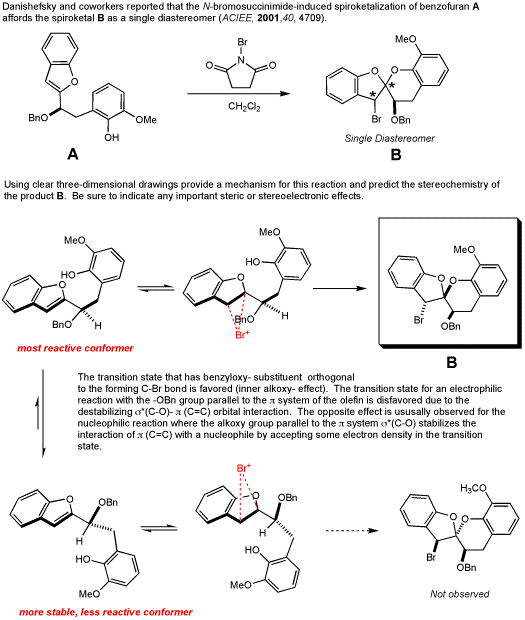 Danishefsky and coworkers reported that the N-bromosuccinimide-induced spiroketalization of benzofuran A
affords the spiroketal B as a single diastereomer (ACIEE, 2001,40, 4709).
Br
N
O
O
CH2Cl2
O
BnO
OMe
OH
A
MeO
O
O
*
*
Br
OBn
Single Diastereomer
B
Using clear three-dimensional drawings provide a mechanism for this reaction and predict the stereochemistry of
the product B. Be sure to indicate any important steric or stereoelectronic effects.
MeO
HO
O
BnO
H
most reactive conformer
MeO
HO
O
BnO
H
Br+
MeO
O
O
Br
OBn
B
The transition state that has benzyloxy- substituent orthogonal
to the forming C-Br bond is favored (inner alkoxy- effect). The transition state for an electrophilic
reaction with the -OBn group parallel to the π system of the olefin is disfavored due to the
destabilizing σ*(C-O)- π (C=C) orbital interaction. The opposite effect is ususally observed for the
nucleophilic reaction where the alkoxy group parallel to the π system σ*(C-O) stabilizes the
interaction of π (C=C) with a nucleophile by accepting some electron density in the transition
state.
O
OBn
H
HO
MeO
more stable, less reactive conformer
Br+
O
OBn
H
HO
MeO
H3CO
O
O
Br
OBn
Not observed